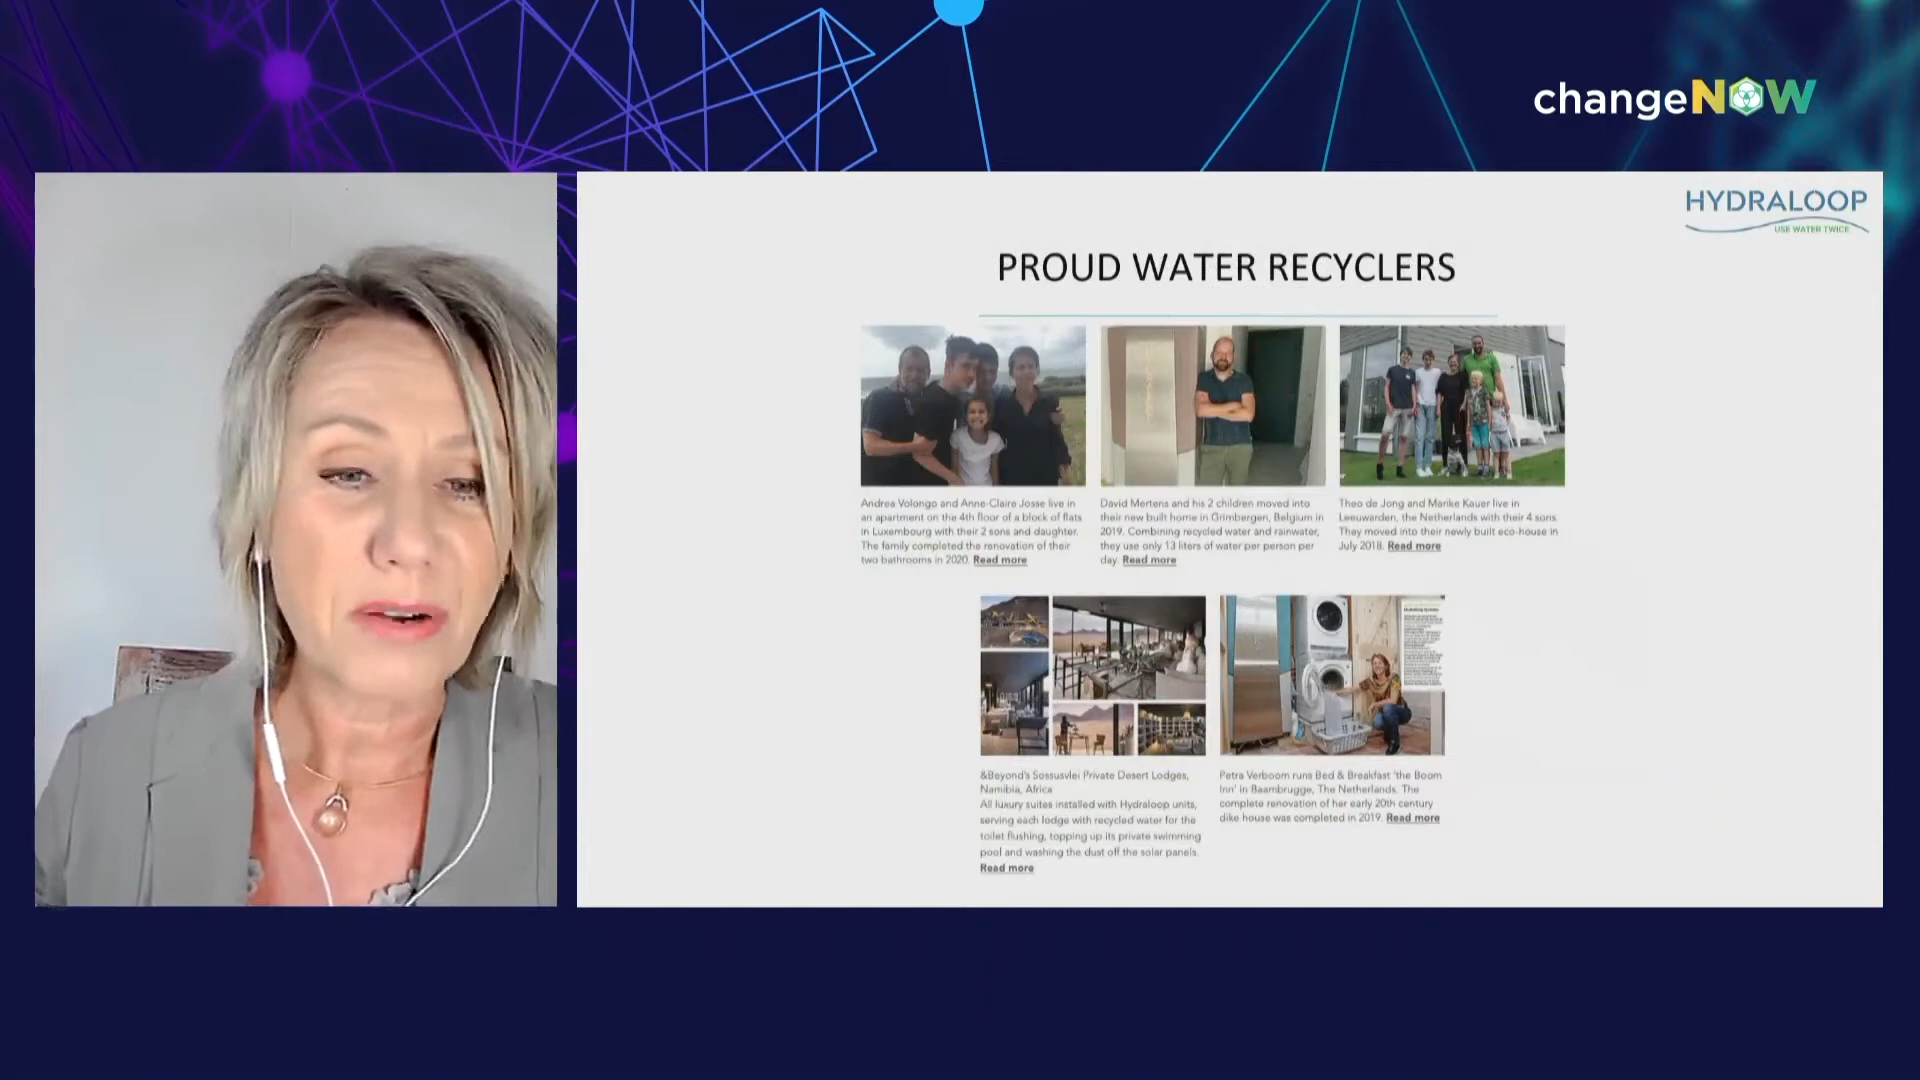 changeNOW
HYDRALOOP
USE WATER TWICE
PROUD WATER RECYCLERS
Andrea Volongo and Anne-Claire Josse live in
an apartment on the 4th floor of a block of flats
in Luxembourg with their 2 sons and daughter.
The family completed the renovation of their
two bathrooms in 2020. Read more
David Mertens and his 2 children moved into
their new built home in Grimbergen, Belgium in
2019. Combining recycled water and rainwater,
they use only 13 liters of water per person per
day. Read more
Theo de Jong and Marike Kauer live in
Leeuwarden, the Netherlands with their 4 sons.
They moved into their newly built eco-house in
July 2018. Read more
&Beyond's Sossusvlei Private Desert Lodges,
Namibia, Africa
All luxury suites installed with Hydraloop units,
serving each lodge with recycled water for the
toilet flushing, topping up its private swimming
pool and washing the dust off the solar panels.
Read more
Petra Verboom runs Bed & Breakfast 'the Boom
Inn' in Baambrugge, The Netherlands. The
complete renovation of her early 20th century
dike house was completed in 2019. Read more